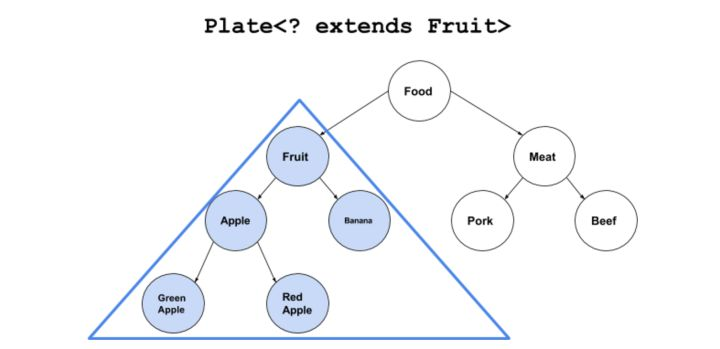 Plate<? extends Fruit>
Food
Fruit
Meat
Apple
Banana
Pork
Beef
Green
Apple
Red
Apple